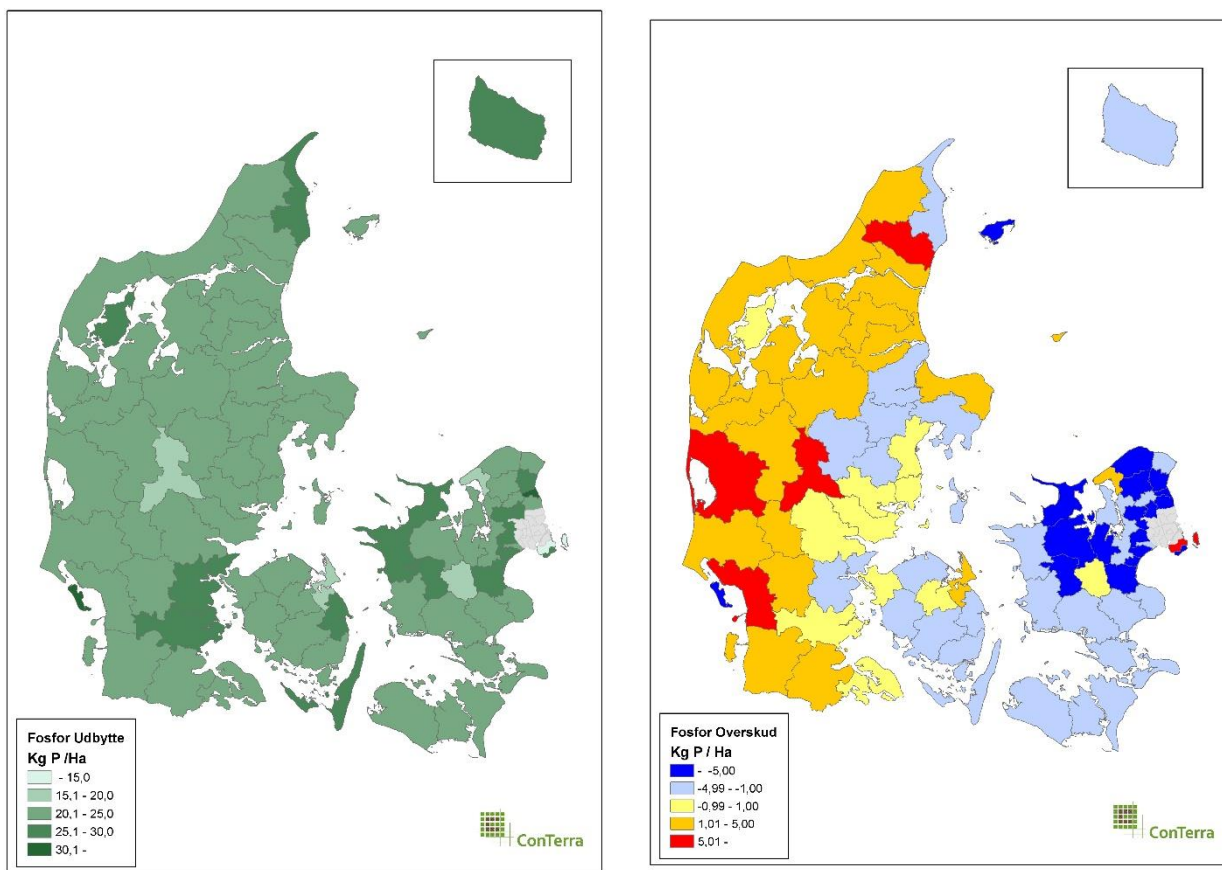 Fosfor Udbytte
Kg P /Ha
- 15,0
15,1 - 20,0
20,1 - 25,0
25,1 - 30,0
30,1 -
ConTerra
Fosfor Overskud
Kg P / Ha
- -5,00
-4,99 - -1,00
-0,99 - 1,00
1,01 - 5,00
5,01 -
ConTerra